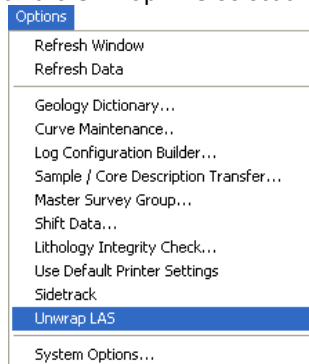 Options
Refresh Window
Refresh Data
Geology Dictionary...
Curve Maintenance..
Log Configuration Builder...
Sample / Core Description Transfer...
Master Survey Group...
Shift Data...
Lithology Integrity Check...
Use Default Printer Settings
Sidetrack
Unwrap LAS
System Options...